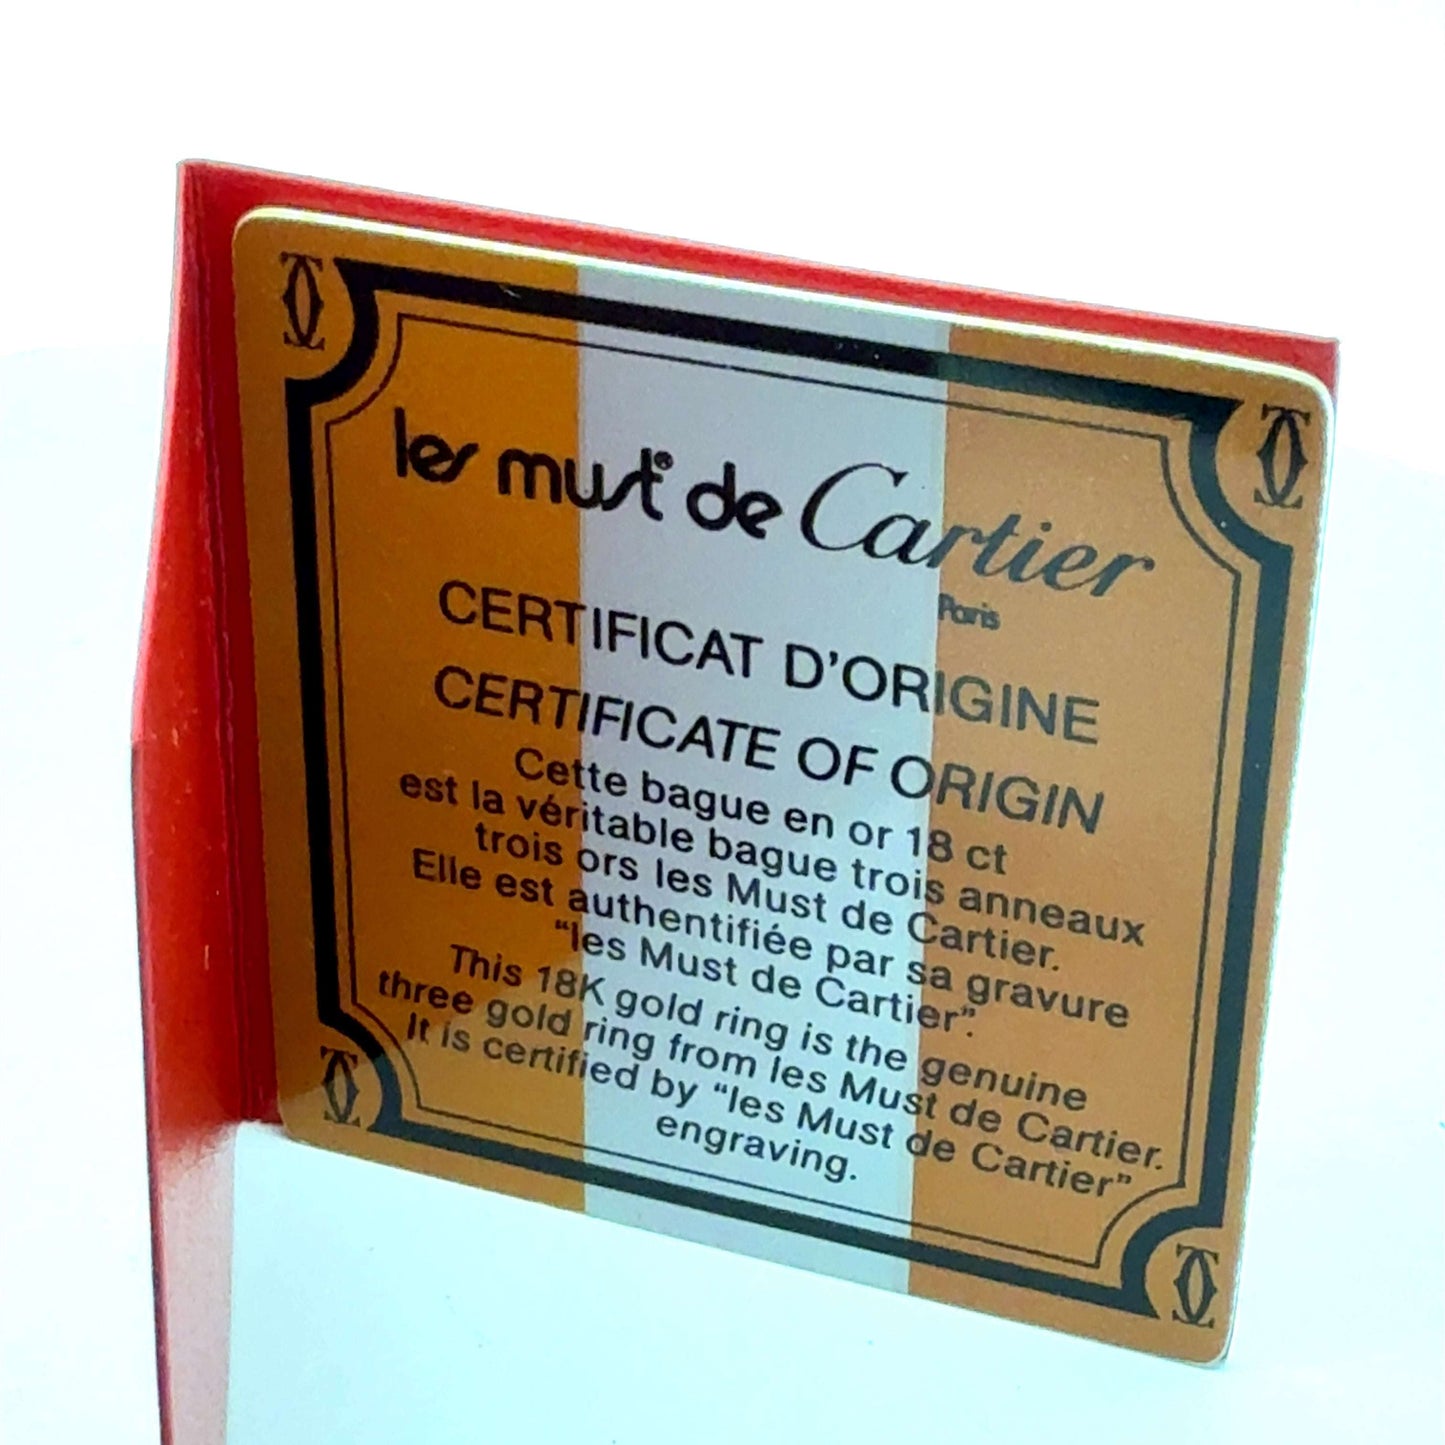 les must® de Cartier
Paris
CERTIFICAT D'ORIGINE
CERTIFICATE OF ORIGIN
Cette bague en or 18 ct
est la véritable bague trois anneaux
trois ors les Must de Cartier.
Elle est authentifiée par sa gravure
“les Must de Cartier”.
This 18K gold ring is the genuine
three gold ring from les Must de Cartier.
It is certified by “les Must de Cartier”
engraving.